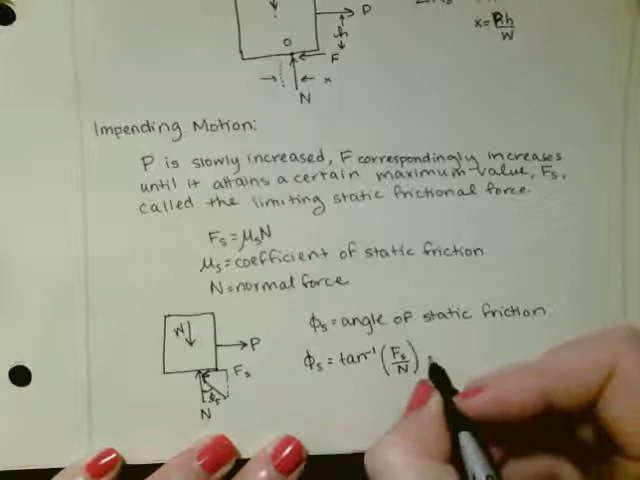 P
h
O
F
x
N
x = Ph/W
Impending Motion:
P is slowly increased, F correspondingly increases
until it attains a certain maximum value, Fs,
called the limiting static frictional force.
Fs = μsN
μs = coefficient of static friction
N = normal force
W
P
Fs
φs
N
φs = angle of static friction
φs = tan⁻¹ (Fs/N)